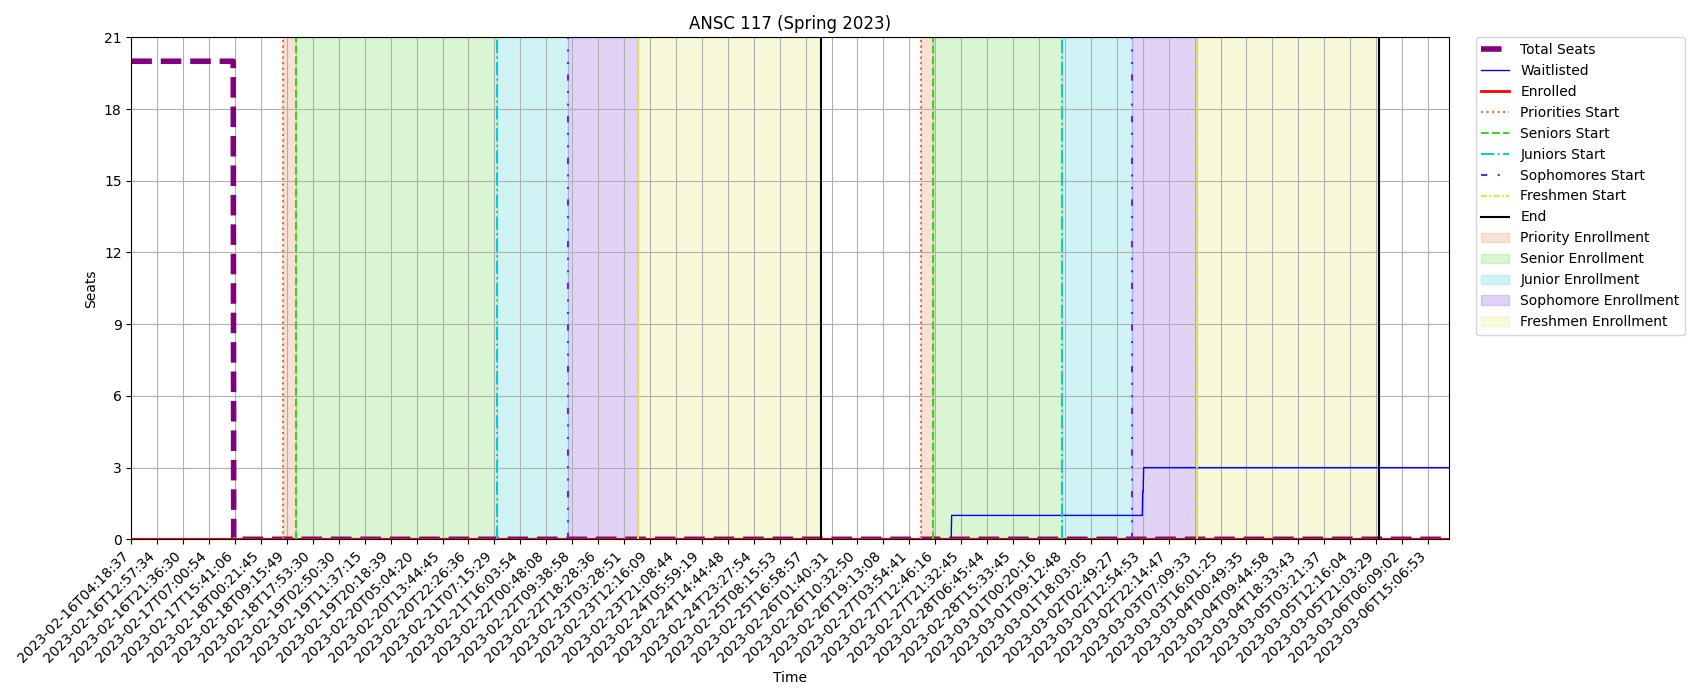 ANSC 117 (Spring 2023)
21
18
15
12
9
6
3
0
Seats
2023-02-16T04:18:37
2023-02-16T12:57:34
2023-02-16T21:36:30
2023-02-17T07:00:54
2023-02-17T15:41:06
2023-02-18T00:21:45
2023-02-18T09:15:49
2023-02-18T17:53:30
2023-02-19T02:50:30
2023-02-19T11:37:15
2023-02-19T20:18:39
2023-02-20T05:04:20
2023-02-20T13:44:45
2023-02-20T22:26:36
2023-02-21T07:15:29
2023-02-21T16:03:54
2023-02-22T00:48:08
2023-02-22T09:38:58
2023-02-22T18:28:36
2023-02-23T03:28:51
2023-02-23T12:16:09
2023-02-23T21:08:44
2023-02-24T05:59:19
2023-02-24T14:44:48
2023-02-24T23:27:54
2023-02-25T08:15:53
2023-02-25T16:58:57
2023-02-26T01:40:31
2023-02-26T10:32:50
2023-02-26T19:13:08
2023-02-27T03:54:41
2023-02-27T12:46:16
2023-02-27T21:32:45
2023-02-28T06:45:44
2023-02-28T15:33:45
2023-03-01T00:20:16
2023-03-01T09:12:48
2023-03-01T18:03:05
2023-03-02T02:49:27
2023-03-02T12:54:53
2023-03-02T22:14:47
2023-03-03T07:09:33
2023-03-03T16:01:25
2023-03-04T00:49:35
2023-03-04T09:44:58
2023-03-04T18:33:43
2023-03-05T03:21:37
2023-03-05T12:16:04
2023-03-05T21:03:29
2023-03-06T06:09:02
2023-03-06T15:06:53
Time
Total Seats
Waitlisted
Enrolled
Priorities Start
Seniors Start
Juniors Start
Sophomores Start
Freshmen Start
End
Priority Enrollment
Senior Enrollment
Junior Enrollment
Sophomore Enrollment
Freshmen Enrollment